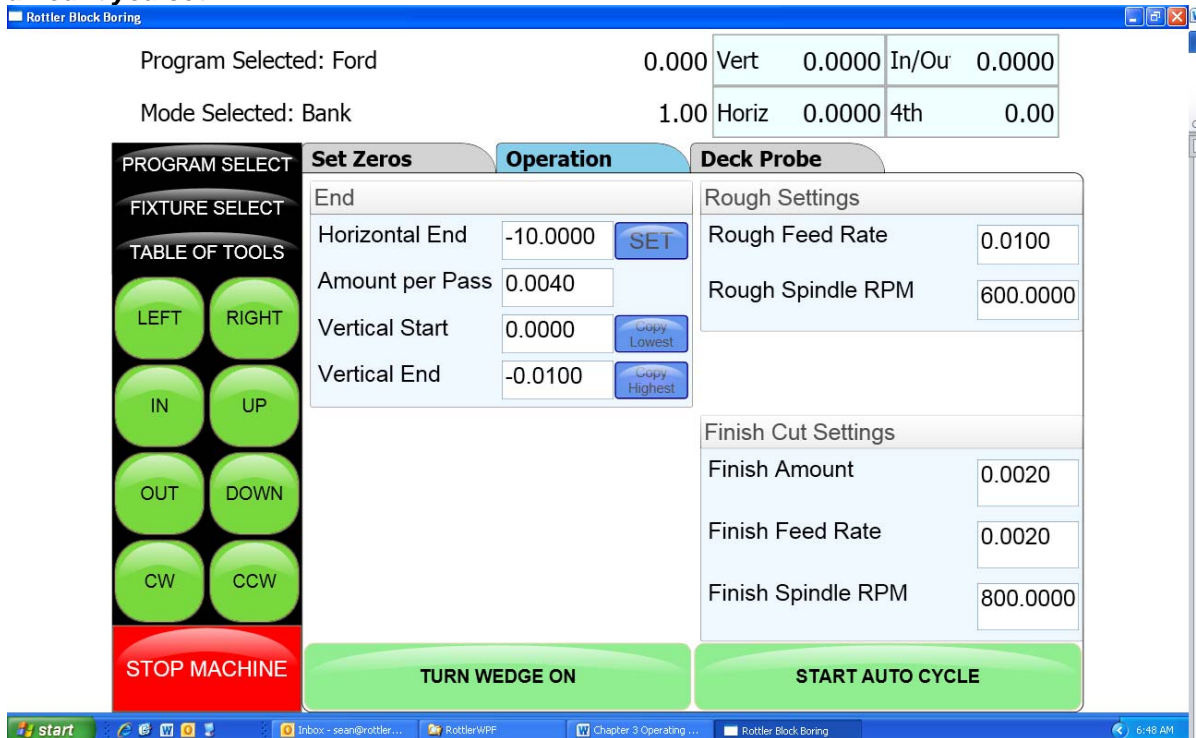 Rottler Block Boring
Program Selected: Ford
0.000
Vert 0.0000 In/Ou 0.0000
Mode Selected: Bank
1.00
Horiz 0.0000 4th 0.00
PROGRAM SELECT
FIXTURE SELECT
TABLE OF TOOLS
LEFT RIGHT
IN UP
OUT DOWN
CW CCW
STOP MACHINE
Set Zeros Operation Deck Probe
End
Horizontal End -10.0000 SET
Amount per Pass 0.0040
Vertical Start 0.0000 Copy Lowest
Vertical End -0.0100 Copy Highest
Rough Settings
Rough Feed Rate 0.0100
Rough Spindle RPM 600.0000
Finish Cut Settings
Finish Amount 0.0020
Finish Feed Rate 0.0020
Finish Spindle RPM 800.0000
TURN WEDGE ON START AUTO CYCLE
start Inbox - sean@rottler... RottlerWPF Chapter 3 Operating ... Rottler Block Boring 6:48 AM